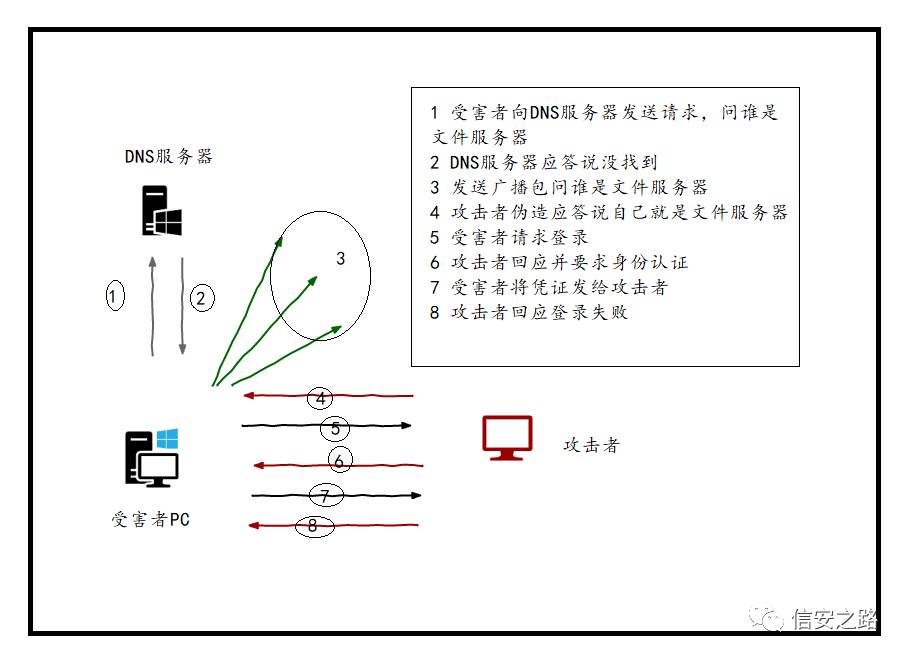 1 受害者向DNS服务器发送请求，问谁是
文件服务器
2 DNS服务器应答说没找到
3 发送广播包问谁是文件服务器
4 攻击者伪造应答说自己就是文件服务器
5 受害者请求登录
6 攻击者回应并要求身份认证
7 受害者将凭证发给攻击者
8 攻击者回应登录失败
DNS服务器
3
1
2
4
5
6
7
8
攻击者
受害者PC
信安之路